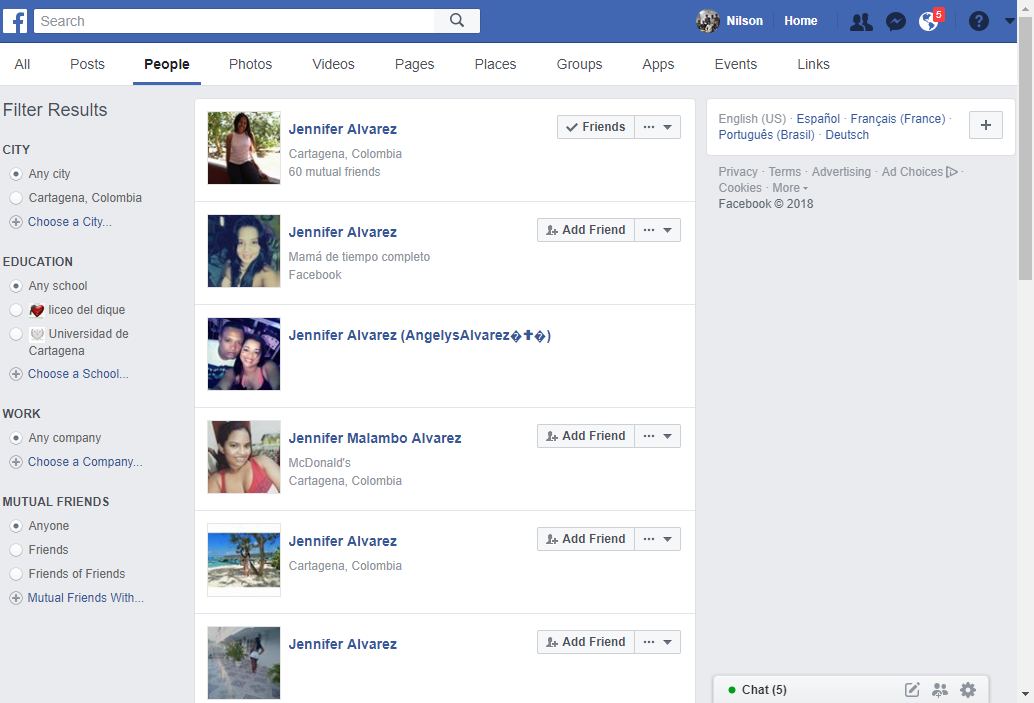 Search
Nilson
Home
5
All
Posts
People
Photos
Videos
Pages
Places
Groups
Apps
Events
Links
Filter Results
CITY
Any city
Cartagena, Colombia
Choose a City...
EDUCATION
Any school
liceo del dique
Universidad de
Cartagena
Choose a School...
WORK
Any company
Choose a Company...
MUTUAL FRIENDS
Anyone
Friends
Friends of Friends
Mutual Friends With...
Jennifer Alvarez
Friends
Cartagena, Colombia
60 mutual friends
Jennifer Alvarez
Add Friend
Mamá de tiempo completo
Facebook
Jennifer Alvarez (AngelysAlvarez�✝�)
Jennifer Malambo Alvarez
Add Friend
McDonald's
Cartagena, Colombia
Jennifer Alvarez
Add Friend
Cartagena, Colombia
Jennifer Alvarez
Add Friend
English (US) · Español · Français (France) ·
Português (Brasil) · Deutsch
Privacy · Terms · Advertising · Ad Choices ·
Cookies · More
Facebook © 2018
Chat (5)